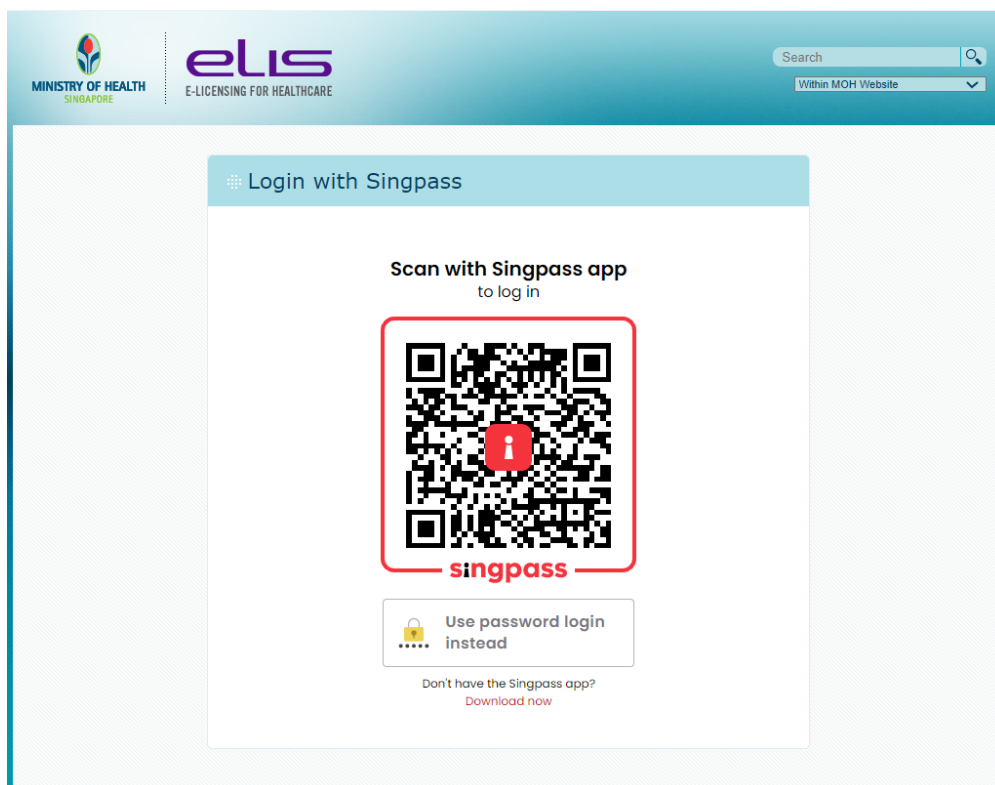 MINISTRY OF HEALTH
SINGAPORE
eLIS
E-LICENSING FOR HEALTHCARE
Search
Within MOH Website
Login with Singpass
Scan with Singpass app
to log in
singpass
Use password login
instead
Don't have the Singpass app?
Download now